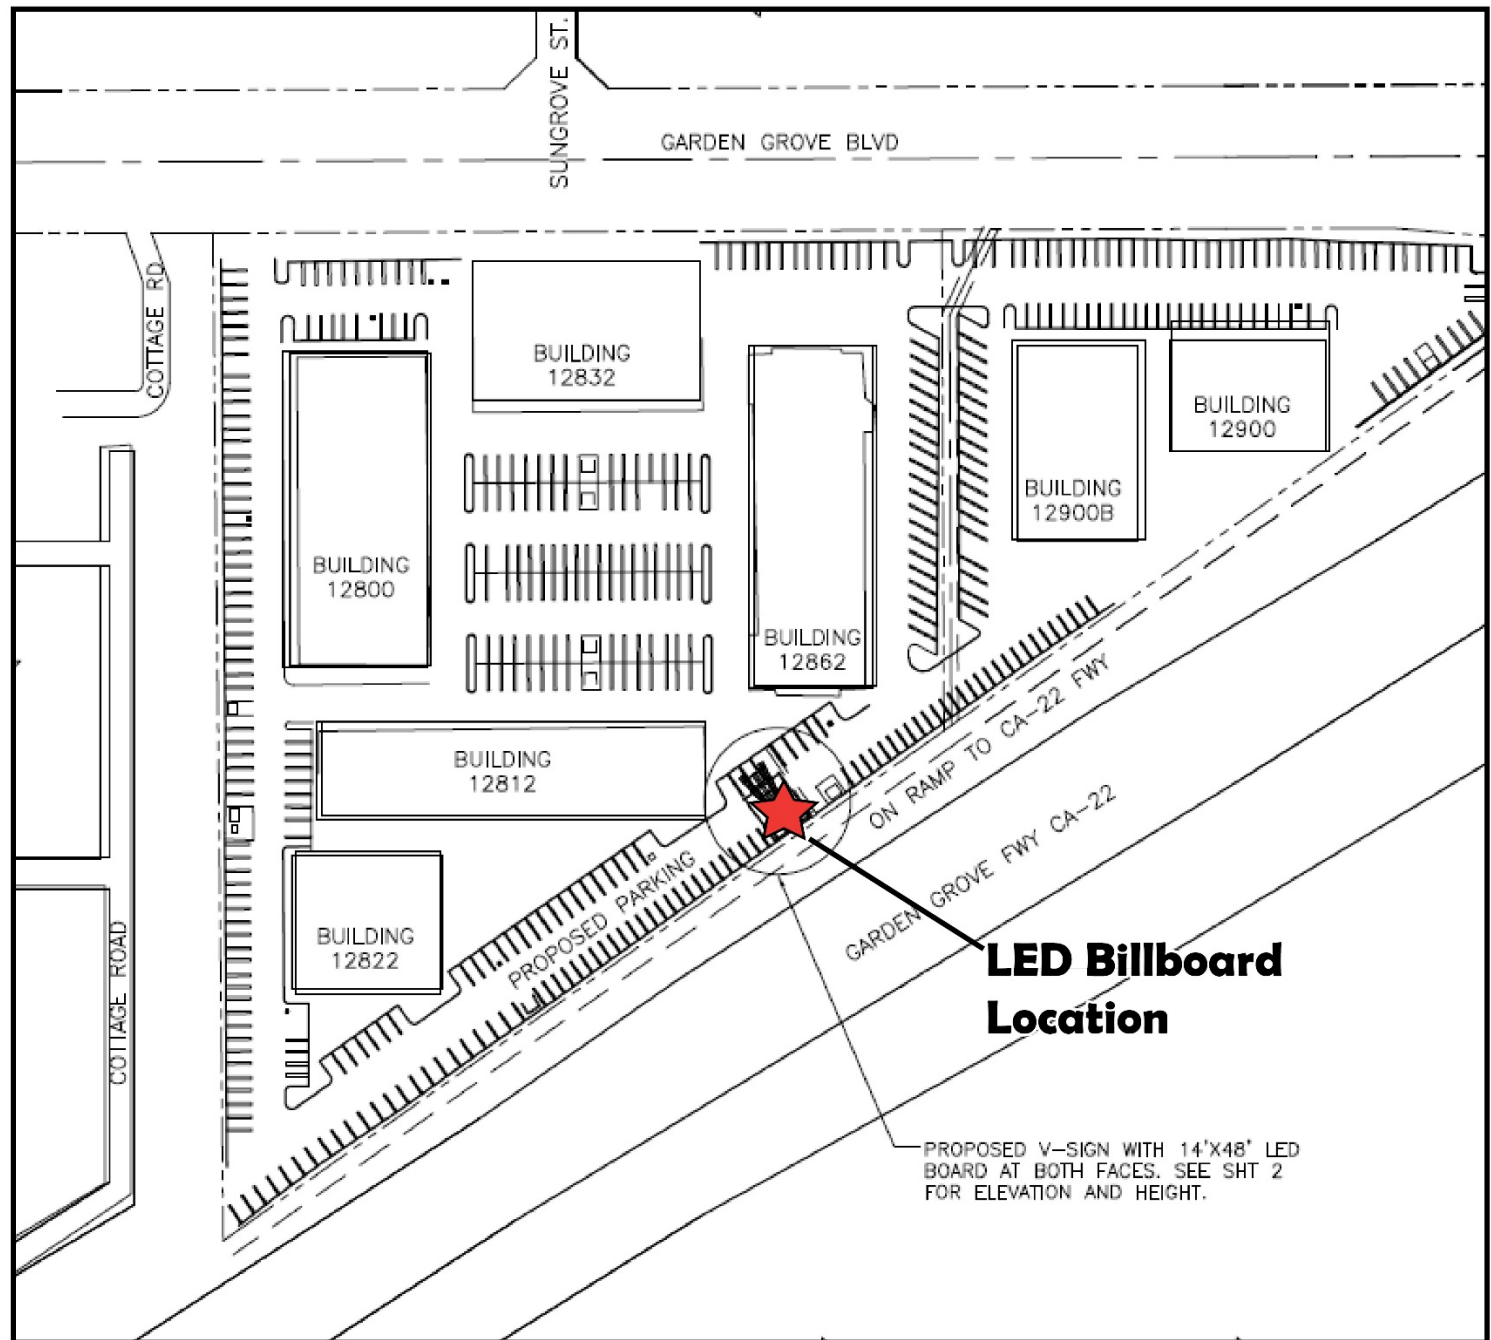 SUNGROVE ST.
GARDEN GROVE BLVD
COTTAGE RD
BUILDING
12832
BUILDING
12900
BUILDING
12900B
BUILDING
12800
BUILDING
12862
BUILDING
12812
ON RAMP TO CA-22 FWY
GARDEN GROVE FWY CA-22
PROPOSED PARKING
BUILDING
12822
COTTAGE ROAD
LED Billboard
Location
PROPOSED V-SIGN WITH 14'X48' LED
BOARD AT BOTH FACES. SEE SHT 2
FOR ELEVATION AND HEIGHT.